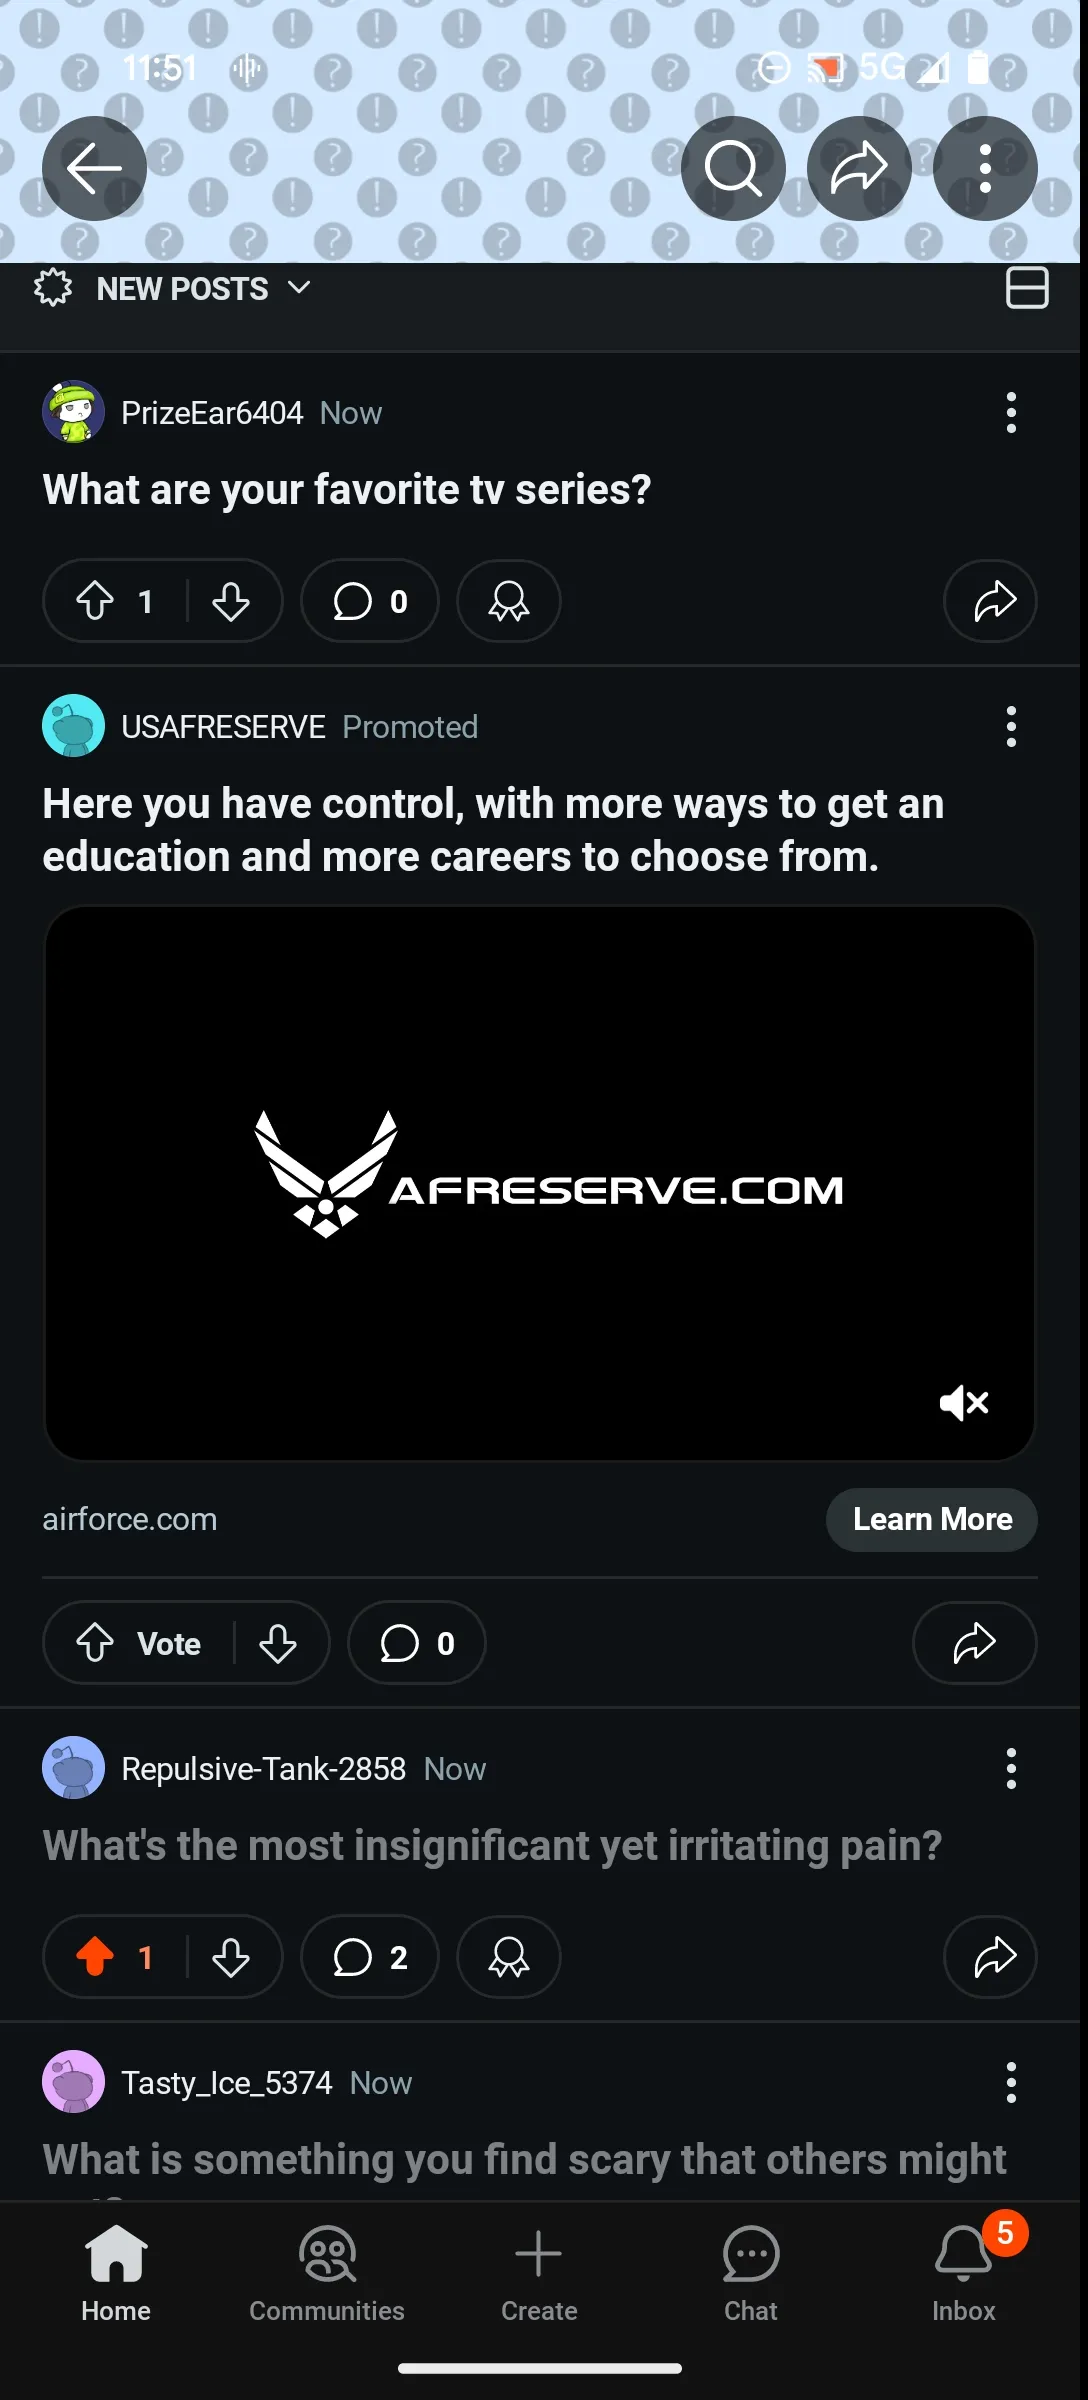 11:51
5G
NEW POSTS
PrizeEar6404 Now
What are your favorite tv series?
1
0
USAFRESERVE Promoted
Here you have control, with more ways to get an
education and more careers to choose from.
AFRESERVE.COM
airforce.com
Learn More
Vote
0
Repulsive-Tank-2858 Now
What's the most insignificant yet irritating pain?
1
2
Tasty_Ice_5374 Now
What is something you find scary that others might
5
Home
Communities
Create
Chat
Inbox